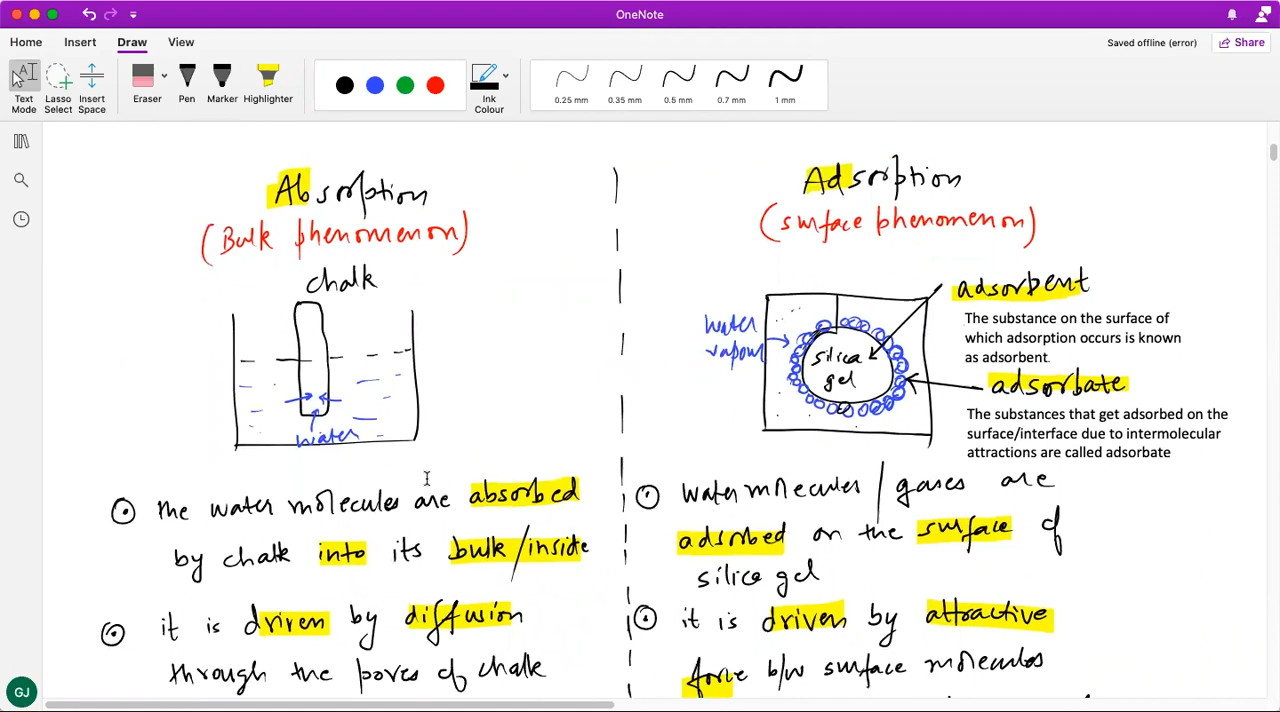 OneNote
Home Insert Draw View
Saved offline (error) Share
Text Mode
Lasso Select
Insert Space
Eraser
Pen
Marker
Highlighter
Ink Colour
0.25 mm 0.35 mm 0.5 mm 0.7 mm 1 mm
Absorption
(Bulk phenomenon)
chalk
water
⊙ the water molecules are absorbed
by chalk into its bulk/inside
⊙ it is driven by diffusion
through the pores of chalk
Adsorption
(surface phenomenon)
water
vapour
silica
gel
adsorbent
The substance on the surface of
which adsorption occurs is known
as adsorbent
adsorbate
The substances that get adsorbed on the
surface/interface due to intermolecular
attractions are called adsorbate
⊙ water molecules/gases are
adsorbed on the surface of
silica gel
⊙ it is driven by attractive
force b/w surface molecules
GJ